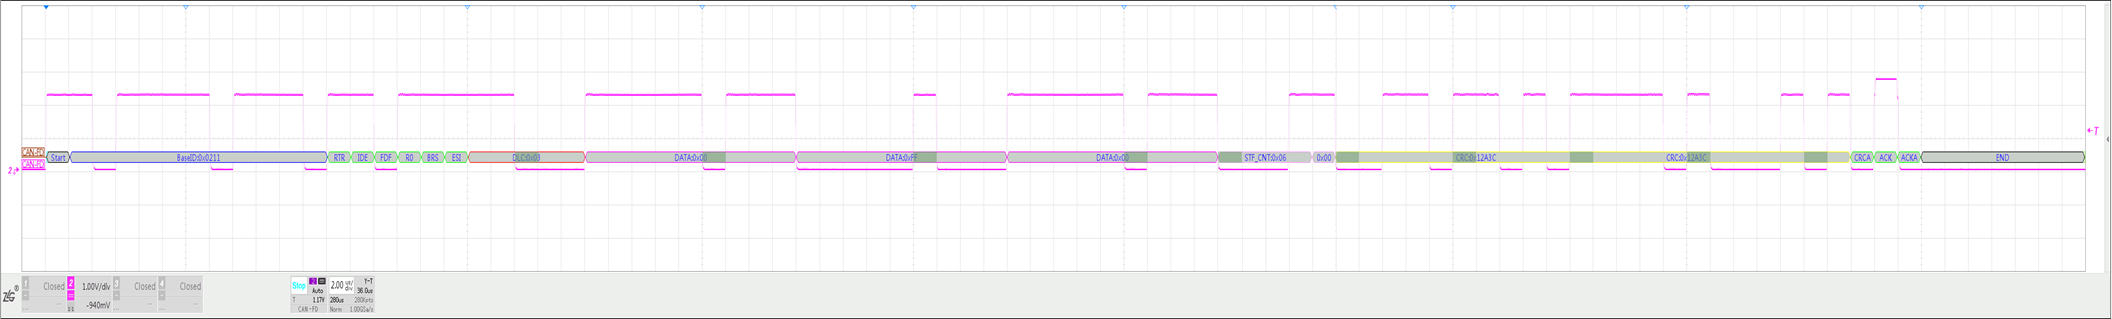 T
CAN-FD
Start BaseID:0x0211 RTR IDE FDF R0 BRS ESI DLC:0x03 DATA:0x00 DATA:0xFF DATA:0x00 STF_CNT:0x06 0x00 CRC:0x12A3C CRC:0x12A3C CRCA ACK ACKA END
CAN-FD
2
ZLG®
1 Closed
2 1.00V/div
-940mV
3 Closed
4 Closed
Stop 2 Auto
T 1.17V
CAN-FD
2.00 us/div
280us
Norm
Y-T
36.0us
280Kpts
1.00GSa/s